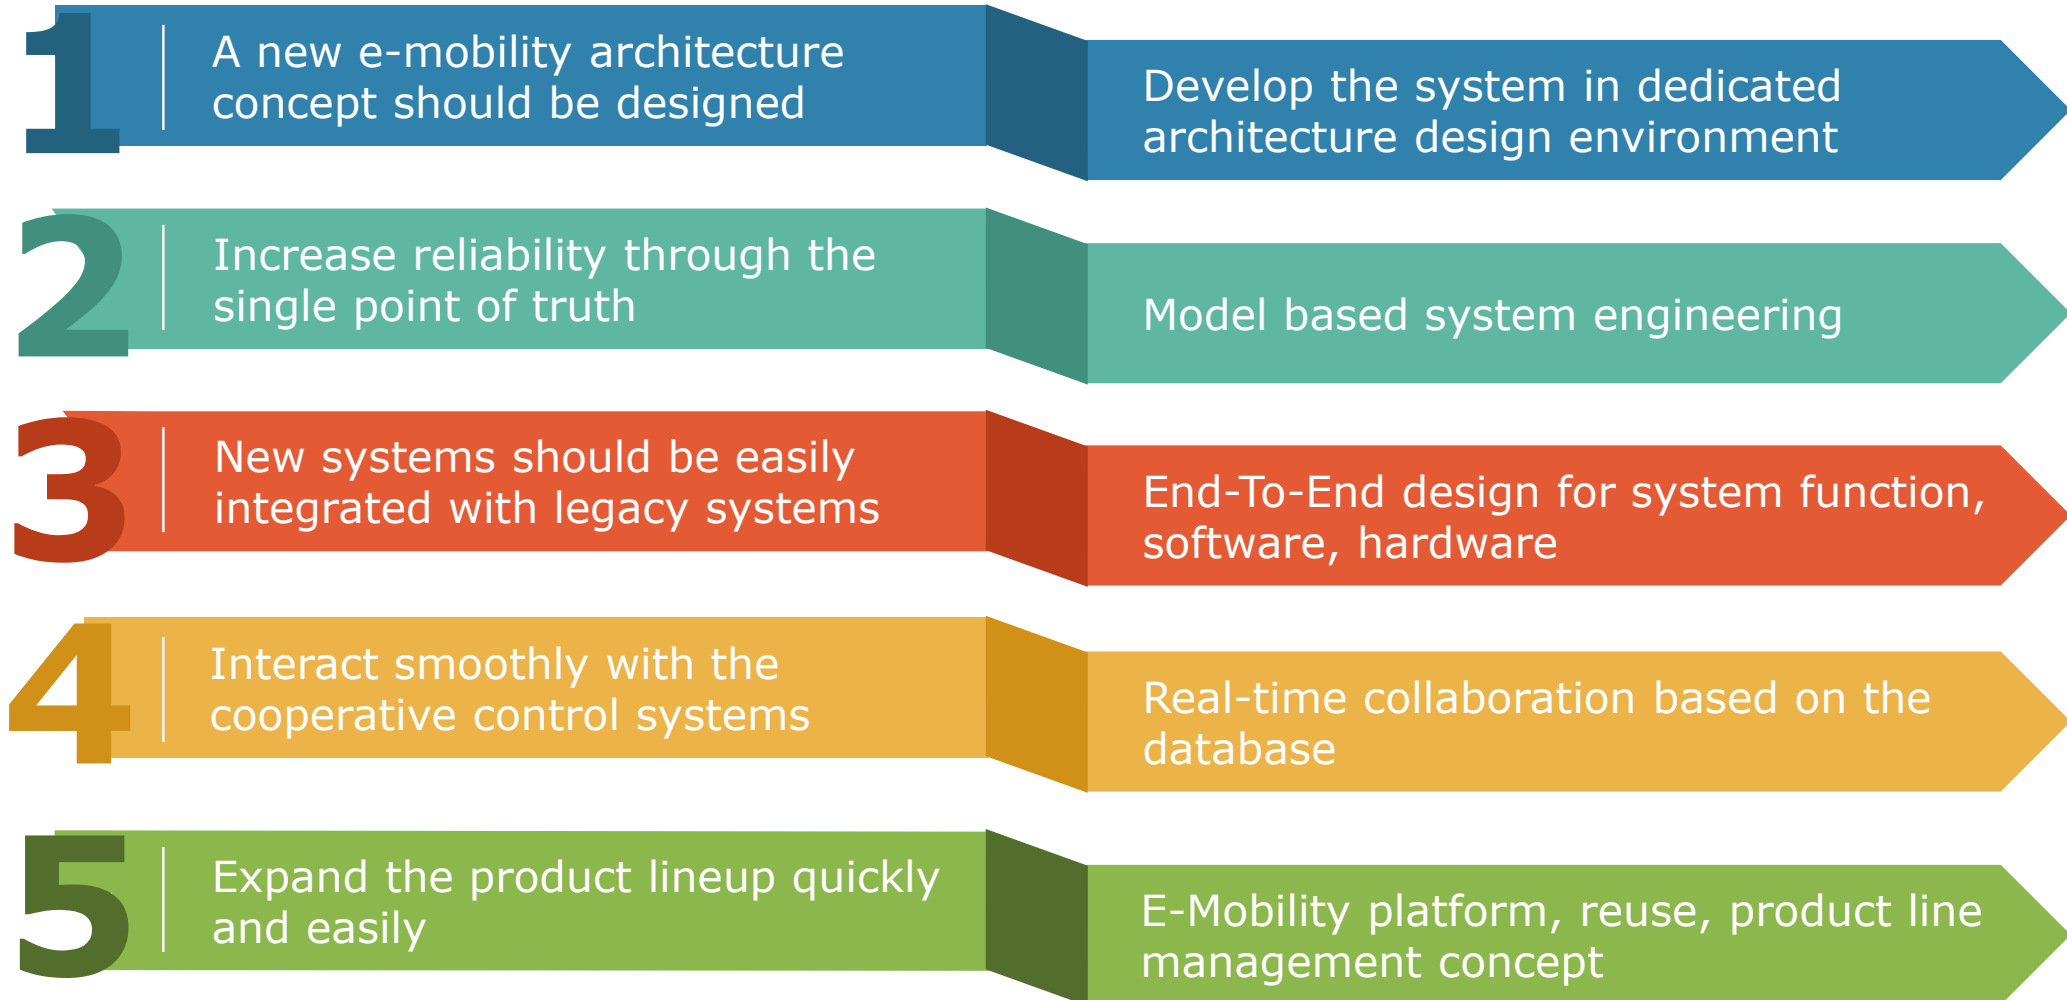 1
A new e-mobility architecture
concept should be designed
Develop the system in dedicated
architecture design environment
2
Increase reliability through the
single point of truth
Model based system engineering
3
New systems should be easily
integrated with legacy systems
End-To-End design for system function,
software, hardware
4
Interact smoothly with the
cooperative control systems
Real-time collaboration based on the
database
5
Expand the product lineup quickly
and easily
E-Mobility platform, reuse, product line
management concept